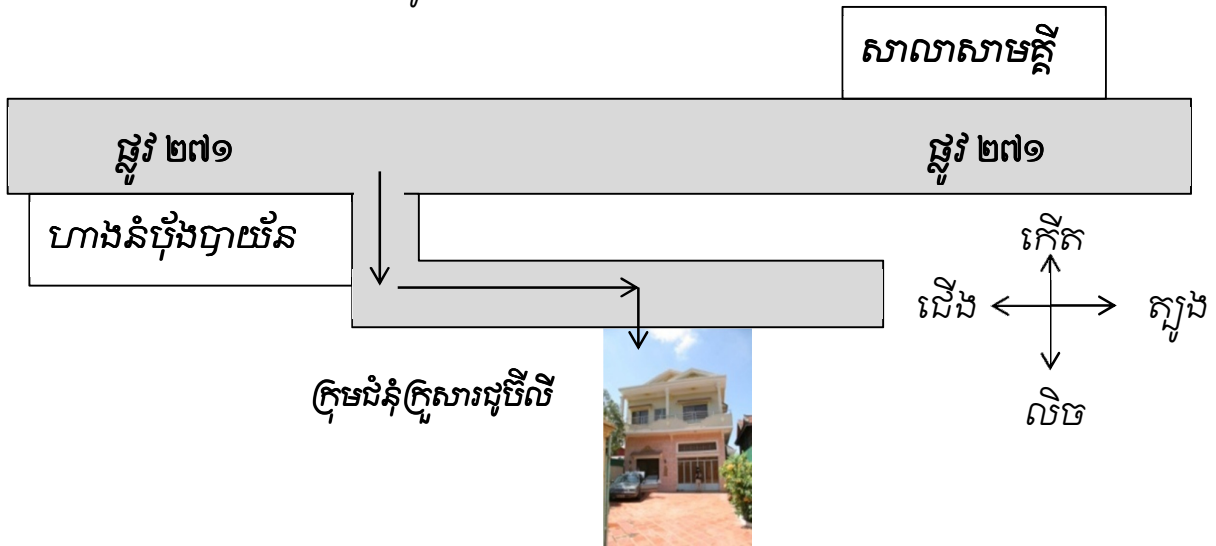 សាលាសាមគ្គី
ផ្លូវ ២៧១
ផ្លូវ ២៧១
ហាងនំប៉័ងបាយ័ន
កើត
ជើង
ត្បូង
លិច
ក្រុមជំនុំគ្រួសារជូប៊ីលី